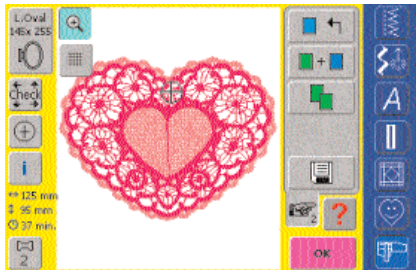 L.Oval
145x 255
Check
i
↔ 125 mm
↕ 95 mm
37 min.
2
+
2
?
OK
A